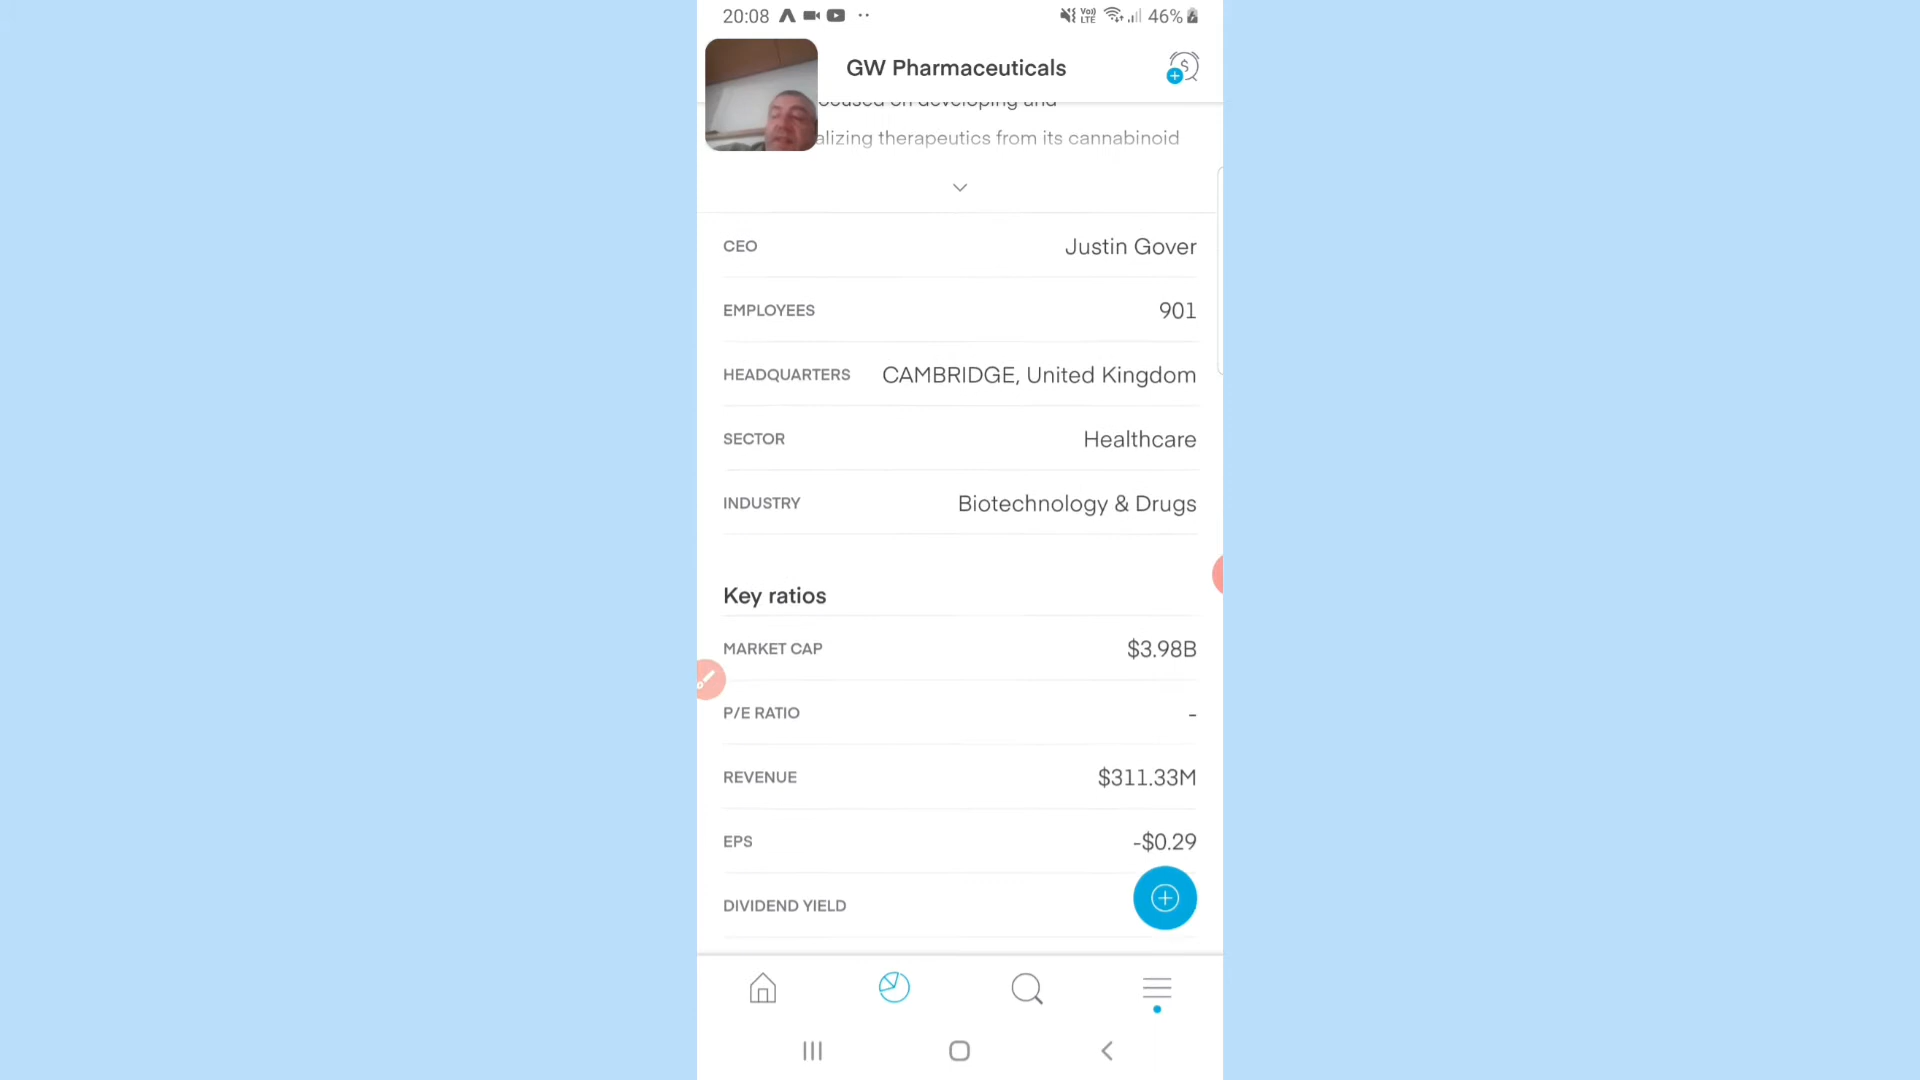 20:08
Vo)) LTE 46%
GW Pharmaceuticals
ocused on developing and
alizing therapeutics from its cannabinoid
CEO Justin Gover
EMPLOYEES 901
HEADQUARTERS CAMBRIDGE, United Kingdom
SECTOR Healthcare
INDUSTRY Biotechnology & Drugs
Key ratios
MARKET CAP $3.98B
P/E RATIO -
REVENUE $311.33M
EPS -$0.29
DIVIDEND YIELD